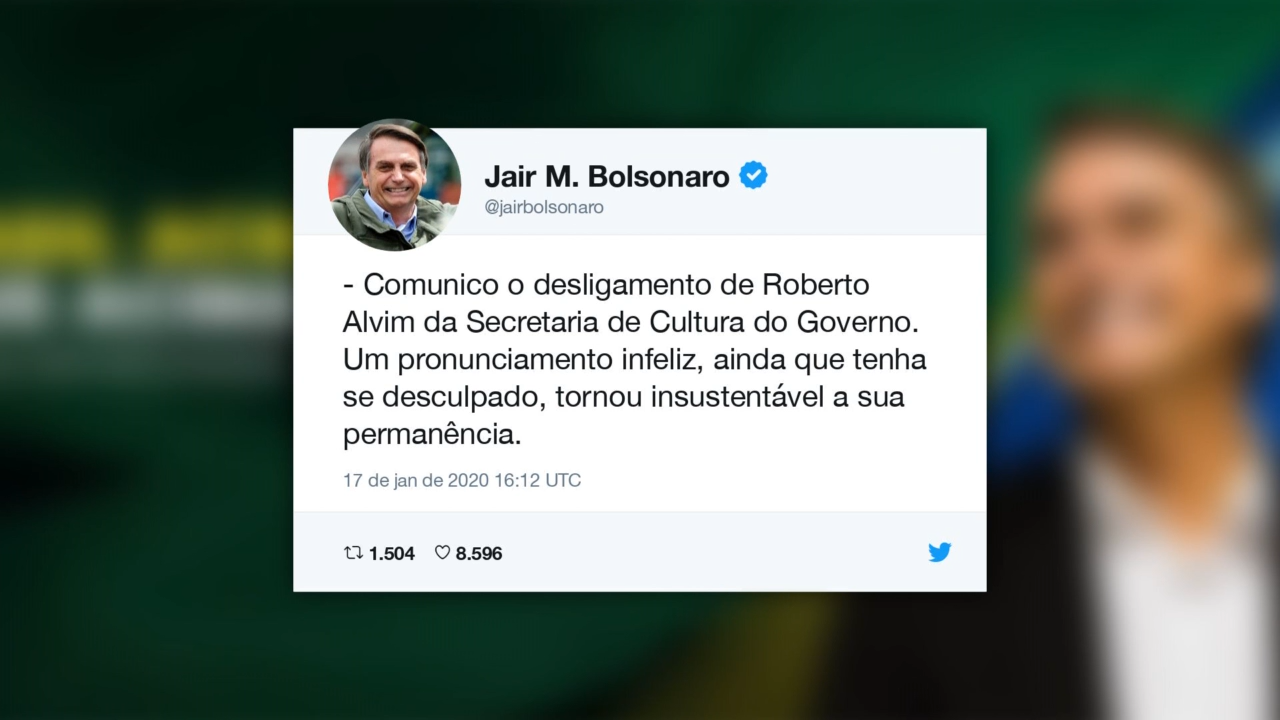 Jair M. Bolsonaro
@jairbolsonaro
- Comunico o desligamento de Roberto
Alvim da Secretaria de Cultura do Governo.
Um pronunciamento infeliz, ainda que tenha
se desculpado, tornou insustentável a sua
permanência.
17 de jan de 2020 16:12 UTC
1.504 8.596